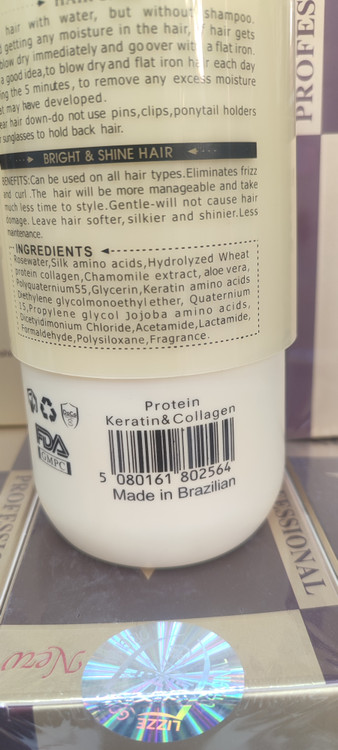 hair with water, but without shampoo.
getting any moisture in the hair, if hair gets
blow dry immediately and go over with a flat iron.
a good idea, to blow dry and flat iron hair each day
the 5 minutes, to remove any excess moisture
may have developed.
hair down-do not use pins,clips,ponytail holders
sunglasses to hold back hair.
BRIGHT & SHINE HAIR
BENEFITS:Can be used on all hair types.Eliminates frizz
and curl .The hair will be more manageable and take
much less time to style.Gentle-will not cause hair
damage. Leave hair softer, silkier and shinier.Less
maintenance.
INGREDIENTS
Rosewater,Silk amino acids,Hydrolyzed Wheat
protein collagen,Chamomile extract, aloe vera,
Polyquaternium55,Glycerin,Keratin amino acids
Diethylene glycolmonoethyl ether, Quaternium
15,Propylene glycol Jojoba amino acids,
Dicetyldimonium Chloride,Acetamide,Lactamide,
Formaldehyde,Polysiloxane,Fragrance.
Protein
Keratin&Collagen
FDA
GMPC
5 080161 802564
Made in Brazilian
PROFES
PROFESSI
ESSIONAL
New
LIZZE